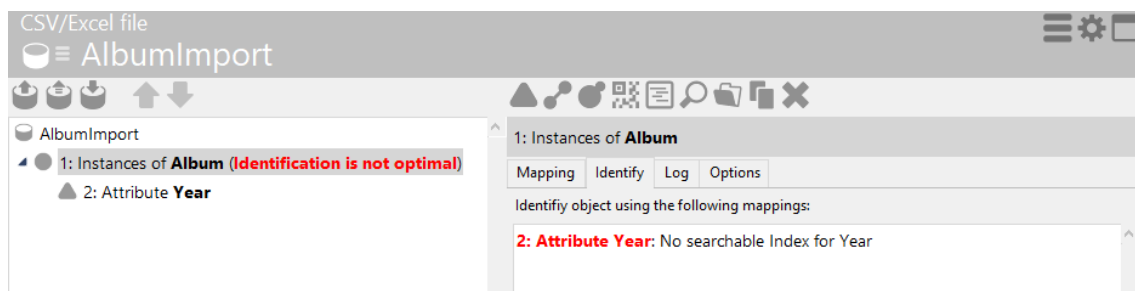 CSV/Excel file
AlbumImport
AlbumImport
1: Instances of Album (Identification is not optimal)
2: Attribute Year
1: Instances of Album
Mapping Identify Log Options
Identifiy object using the following mappings:
2: Attribute Year: No searchable Index for Year